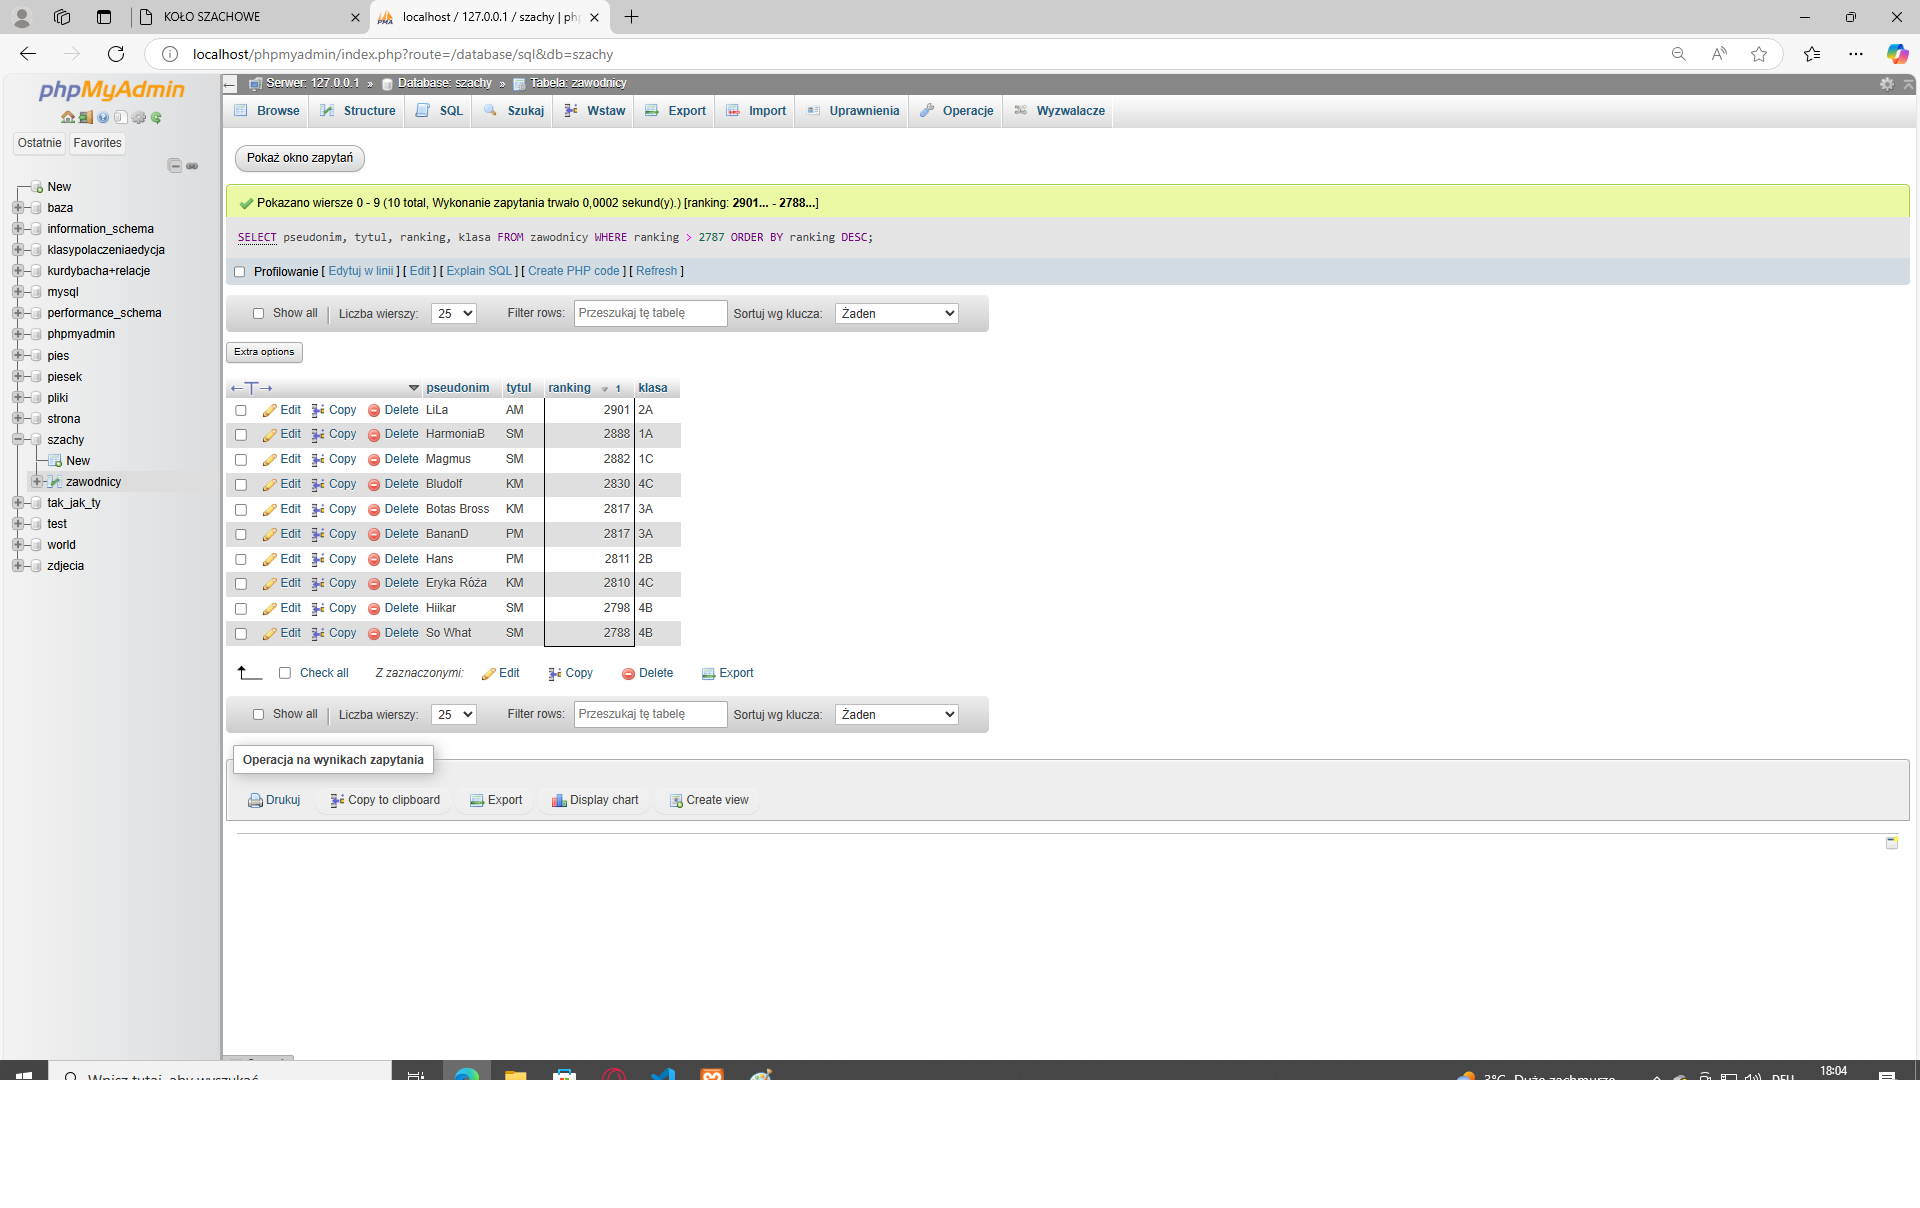 KOŁO SZACHOWE
localhost / 127.0.0.1 / szachy | ph
localhost/phpmyadmin/index.php?route=/database/sql&db=szachy
phpMyAdmin
Ostatnie Favorites
New
baza
information_schema
klasypolaczeniaedycja
kurdybacha+relacje
mysql
performance_schema
phpmyadmin
pies
piesek
pliki
strona
szachy
New
zawodnicy
tak_jak_ty
test
world
zdjecia
Serwer: 127.0.0.1 » Database: szachy » Tabela: zawodnicy
Browse Structure SQL Szukaj Wstaw Export Import Uprawnienia Operacje Wyzwalacze
Pokaż okno zapytań
Pokazano wiersze 0 - 9 (10 total, Wykonanie zapytania trwało 0,0002 sekund(y).) [ranking: 2901... - 2788...]
SELECT pseudonim, tytul, ranking, klasa FROM zawodnicy WHERE ranking > 2787 ORDER BY ranking DESC;
Profilowanie [ Edytuj w linii ] [ Edit ] [ Explain SQL ] [ Create PHP code ] [ Refresh ]
Show all Liczba wierszy: 25 Filter rows: Przeszukaj tę tabelę Sortuj wg klucza: Żaden
Extra options
←T→ pseudonim tytul ranking 1 klasa
Edit Copy Delete LiLa AM 2901 2A
Edit Copy Delete HarmoniaB SM 2888 1A
Edit Copy Delete Magmus SM 2882 1C
Edit Copy Delete Bludolf KM 2830 4C
Edit Copy Delete Botas Bross KM 2817 3A
Edit Copy Delete BananD PM 2817 3A
Edit Copy Delete Hans PM 2811 2B
Edit Copy Delete Eryka Róża KM 2810 4C
Edit Copy Delete Hiikar SM 2798 4B
Edit Copy Delete So What SM 2788 4B
Check all Z zaznaczonymi: Edit Copy Delete Export
Show all Liczba wierszy: 25 Filter rows: Przeszukaj tę tabelę Sortuj wg klucza: Żaden
Operacja na wynikach zapytania
Drukuj Copy to clipboard Export Display chart Create view
Wpisz tutaj, aby wyszukać 3°C Duże zachmurze DEU 18:04